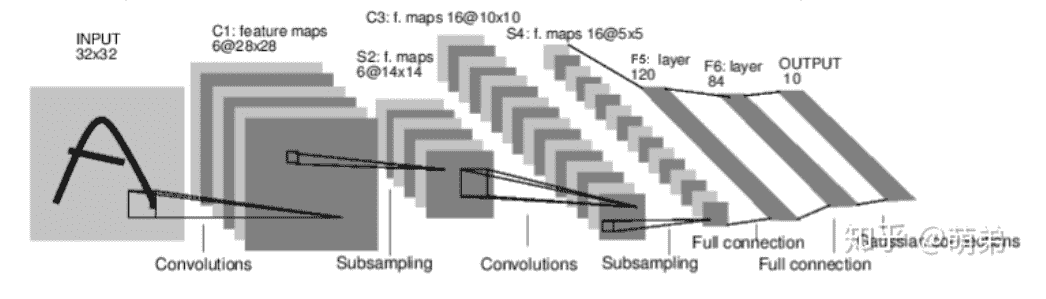 INPUT
32x32
C1: feature maps
6@28x28
S2: f. maps
6@14x14
C3: f. maps 16@10x10
S4: f. maps 16@5x5
F5: layer
120
F6: layer
84
OUTPUT
10
Convolutions
Subsampling
Convolutions
Subsampling
Full connection
Full connection
Gaussian connections
知乎 @萌弟